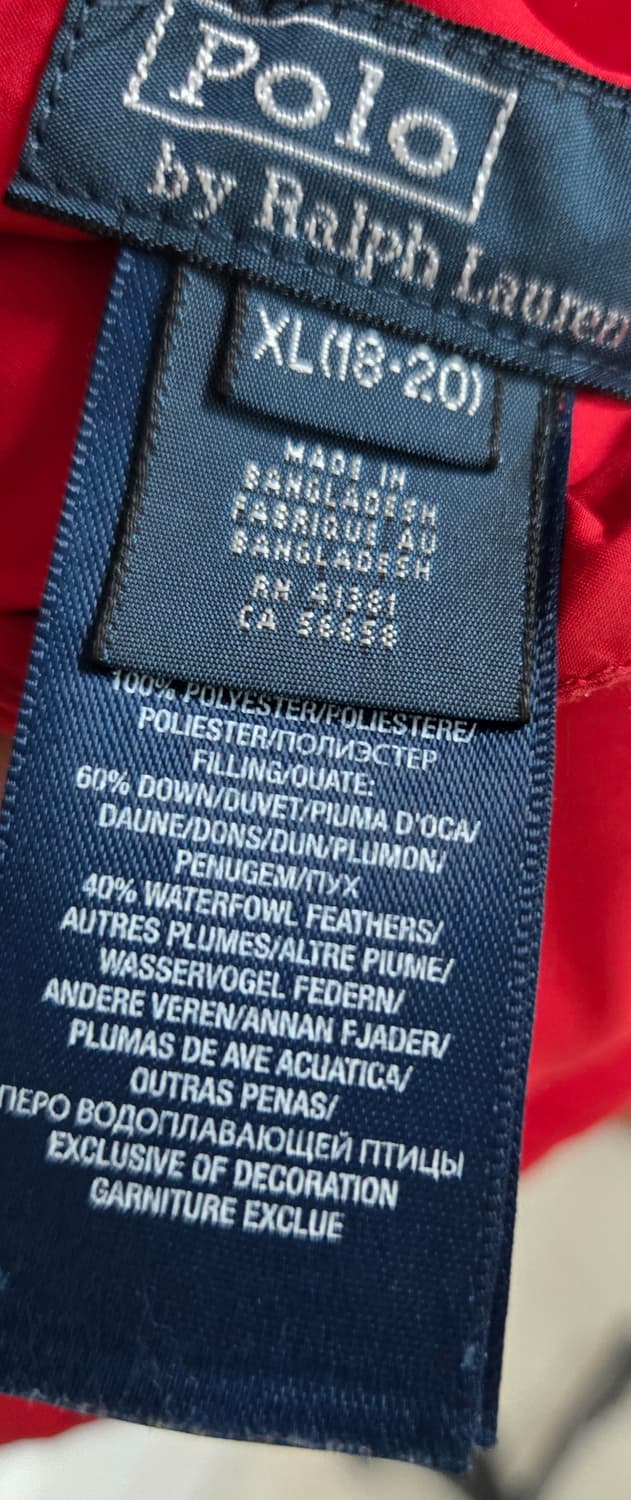 Polo
by Ralph Lauren
XL(18-20)
MADE IN
BANGLADESH
FABRIQUE AU
BANGLADESH
RN 41381
CA 56658
100% POLYESTER/POLIESTERE/
POLIESTER/ПОЛИЭСТЕР
FILLING/OUATE:
60% DOWN/DUVET/PIUMA D'OCA/
DAUNE/DONS/DUN/PLUMON/
PENUGEM/ПУХ
40% WATERFOWL FEATHERS/
AUTRES PLUMES/ALTRE PIUME/
WASSERVOGEL FEDERN/
ANDERE VEREN/ANNAN FJADER/
PLUMAS DE AVE ACUATICA/
OUTRAS PENAS/
ПЕРО ВОДОПЛАВАЮЩЕЙ ПТИЦЫ
EXCLUSIVE OF DECORATION
GARNITURE EXCLUE